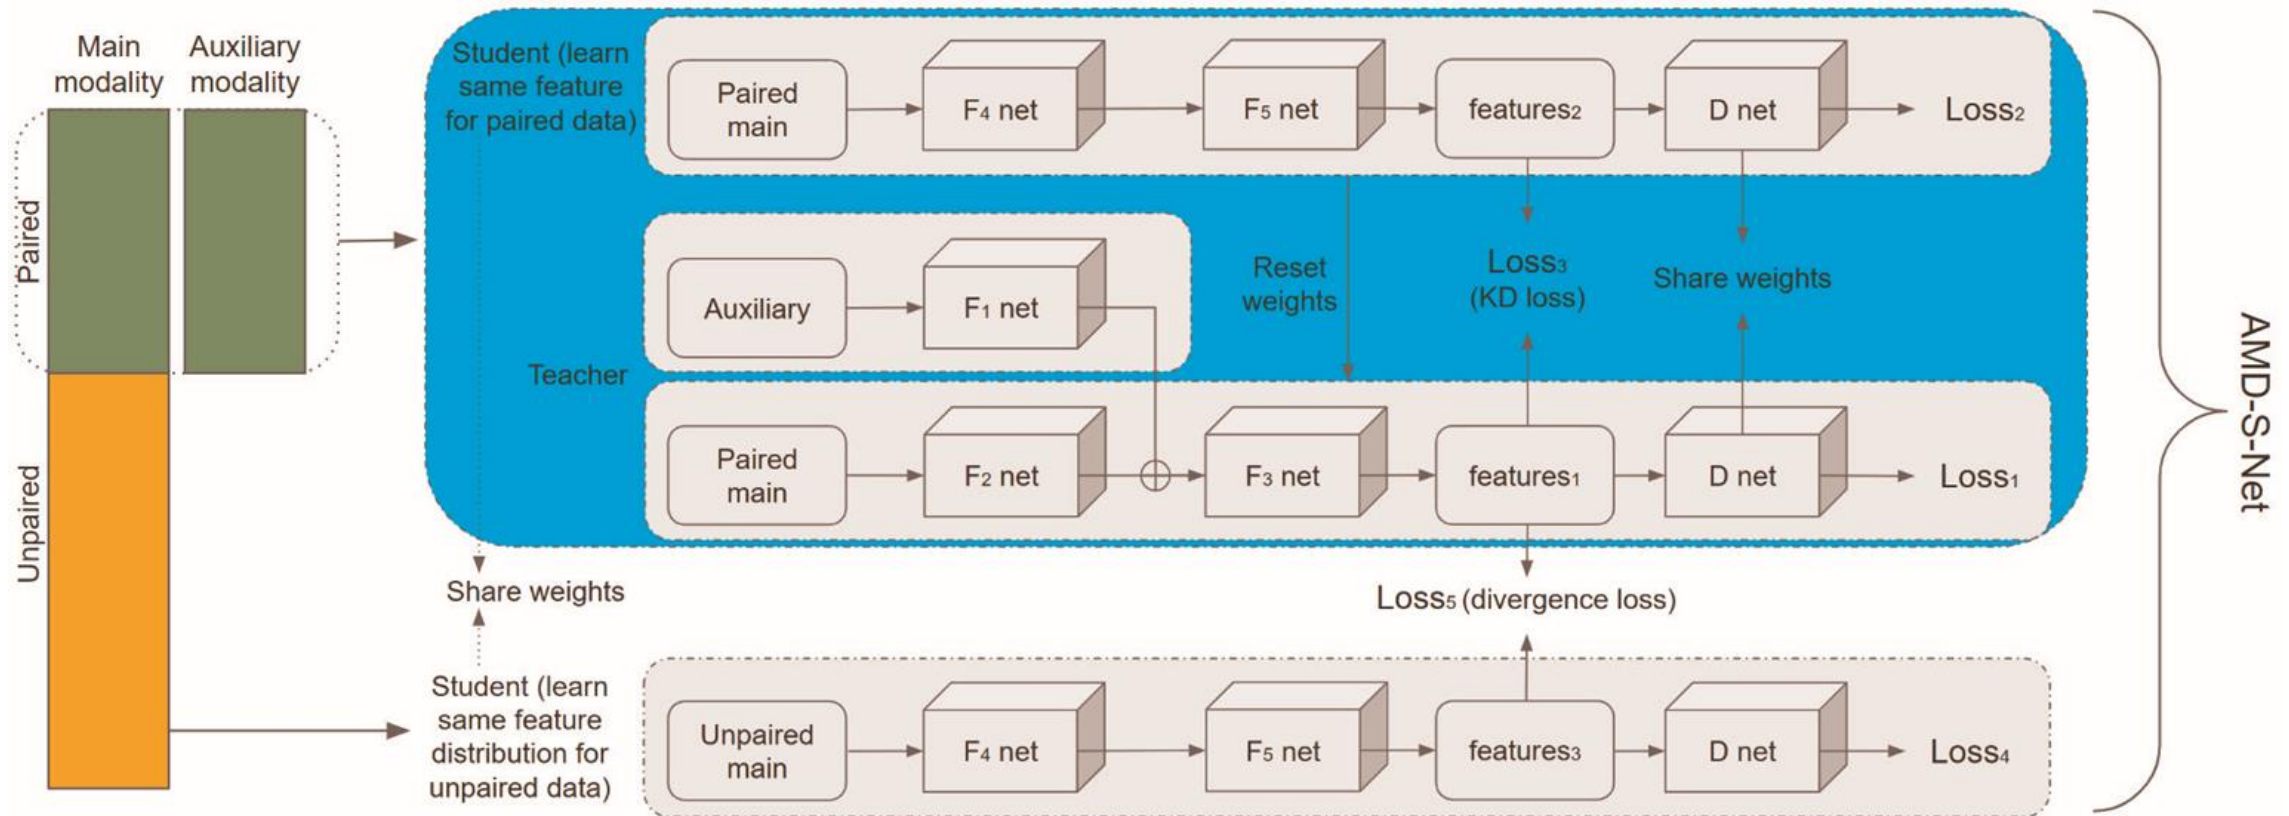 Main
modality
Auxiliary
modality
Paired
Unpaired
Student (learn
same feature
for paired data)
Paired
main
F₄ net
F₅ net
features₂
D net
Loss₂
Auxiliary
F₁ net
Reset
weights
Loss₃
(KD loss)
Share weights
Teacher
Paired
main
F₂ net
F₃ net
features₁
D net
Loss₁
Share weights
Loss₅ (divergence loss)
Student (learn
same feature
distribution for
unpaired data)
Unpaired
main
F₄ net
F₅ net
features₃
D net
Loss₄
AMD-S-Net